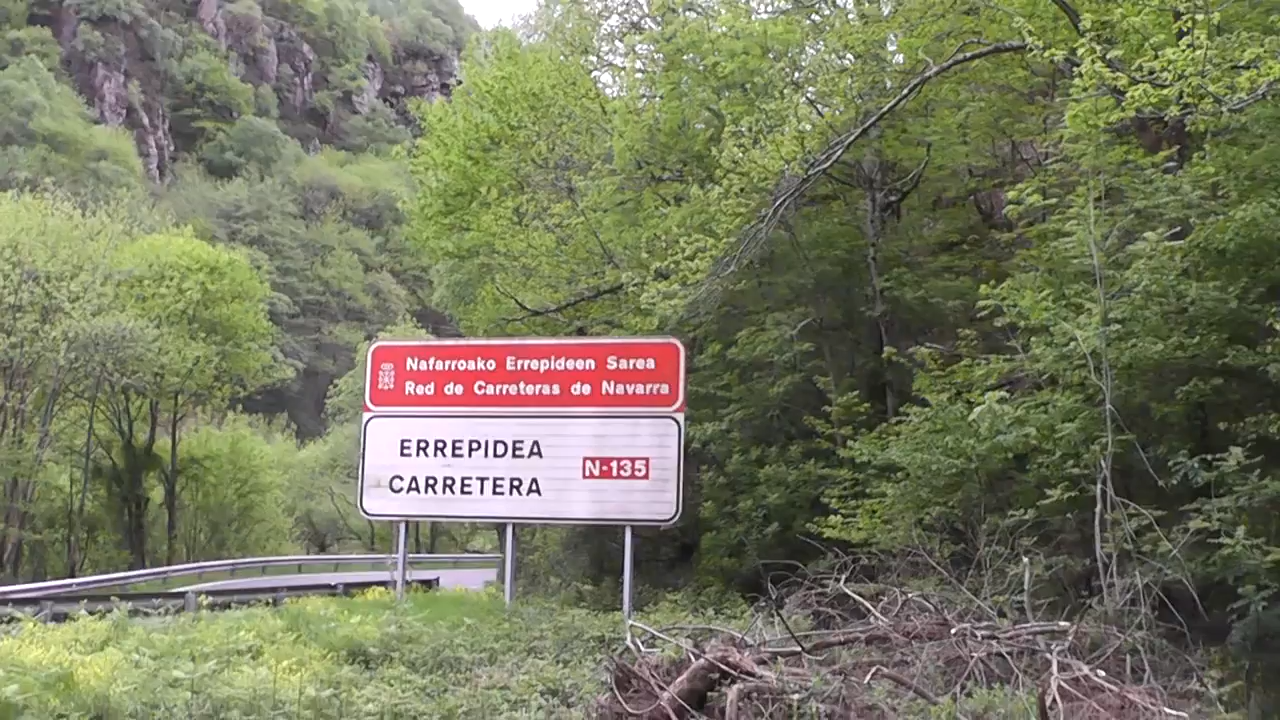 Nafarroako Errepideen Sarea
Red de Carreteras de Navarra
ERREPIDEA
CARRETERA
N-135